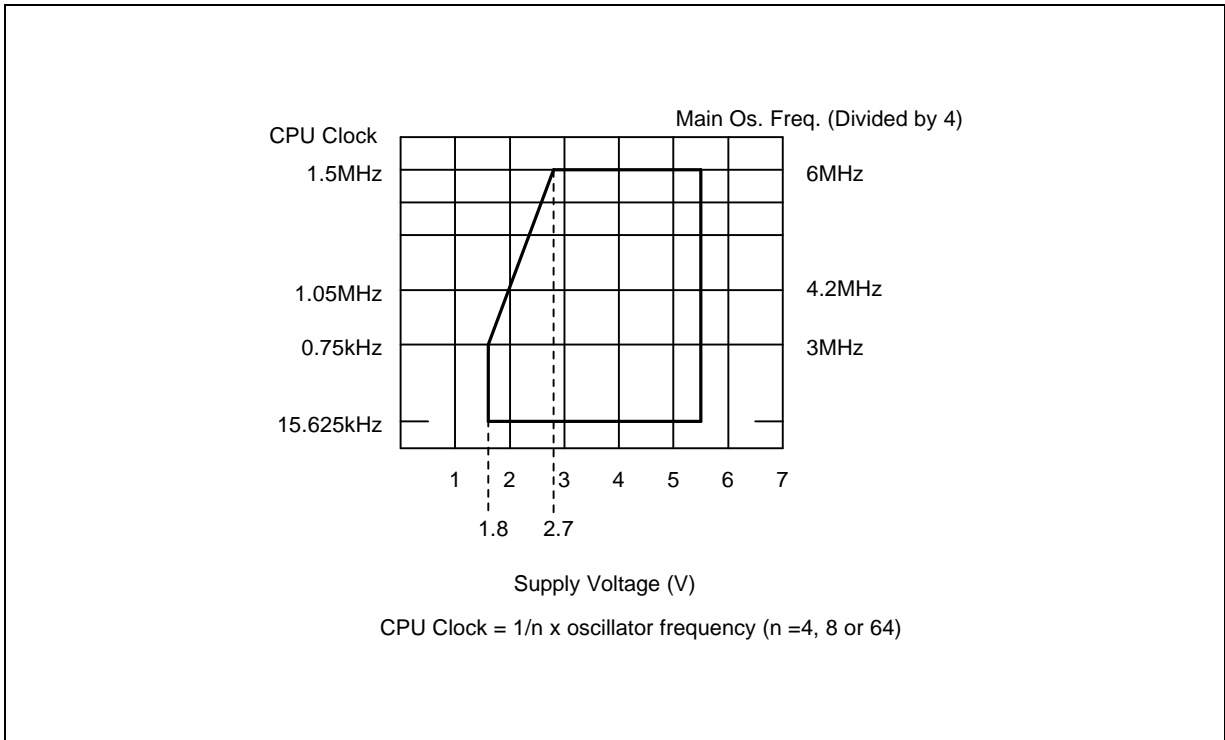 Main Os. Freq. (Divided by 4)
CPU Clock
1.5MHz
6MHz
1.05MHz
4.2MHz
0.75kHz
3MHz
15.625kHz
1 2 3 4 5 6 7
1.8 2.7
Supply Voltage (V)
CPU Clock = 1/n x oscillator frequency (n =4, 8 or 64)